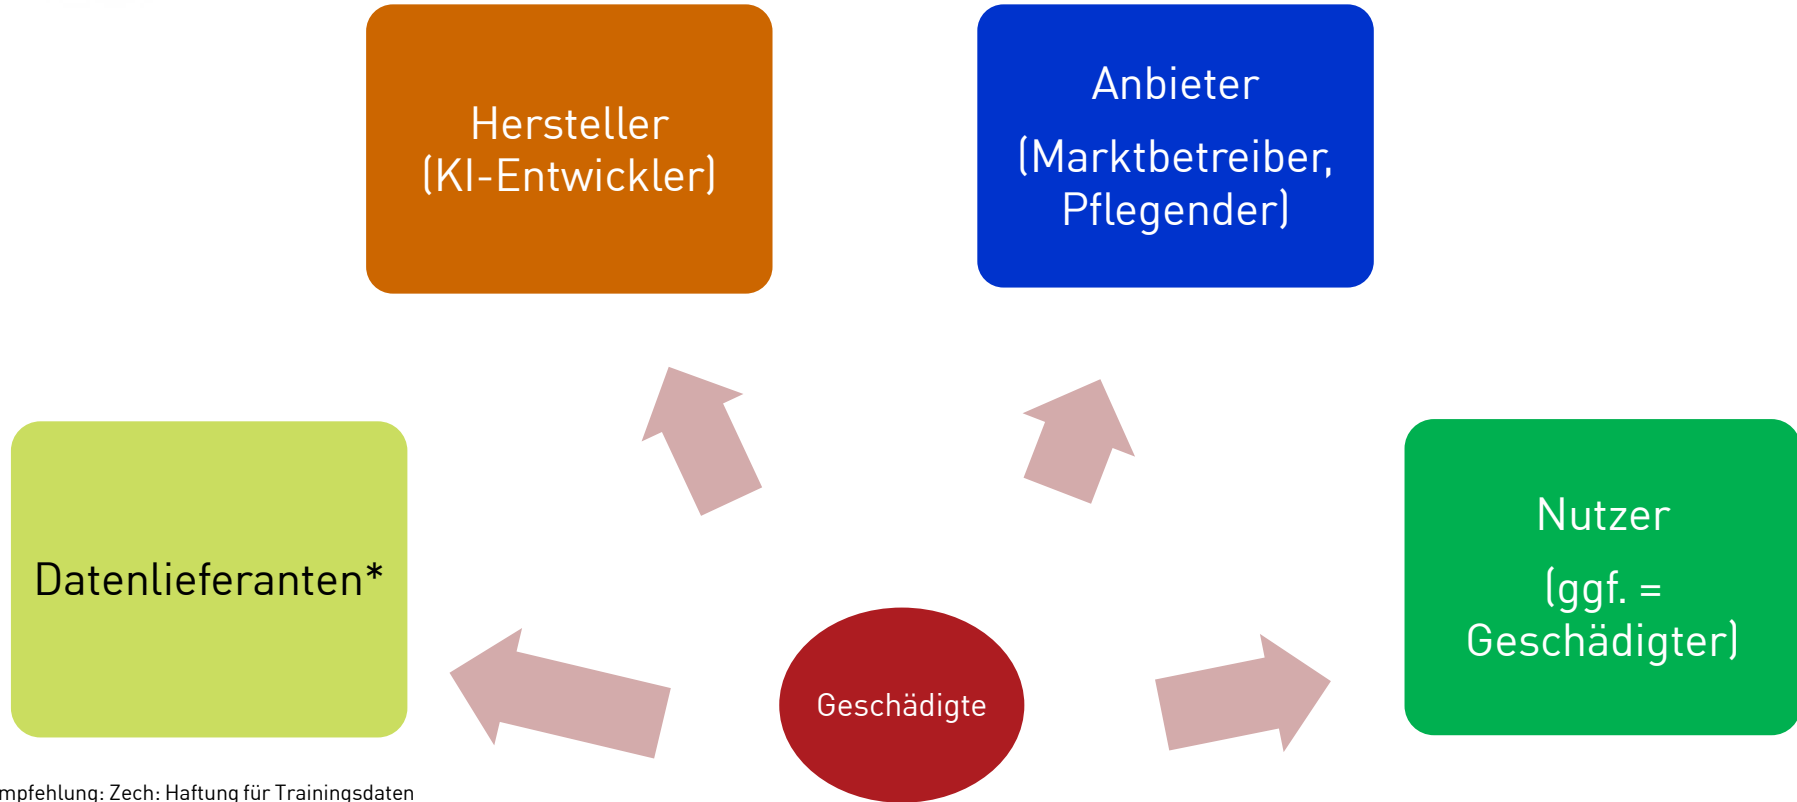 Hersteller
(KI-Entwickler)
Anbieter
(Marktbetreiber,
Pflegender)
Datenlieferanten*
Nutzer
(ggf. =
Geschädigter)
Geschädigte
mpfehlung: Zech: Haftung für Trainingsdaten